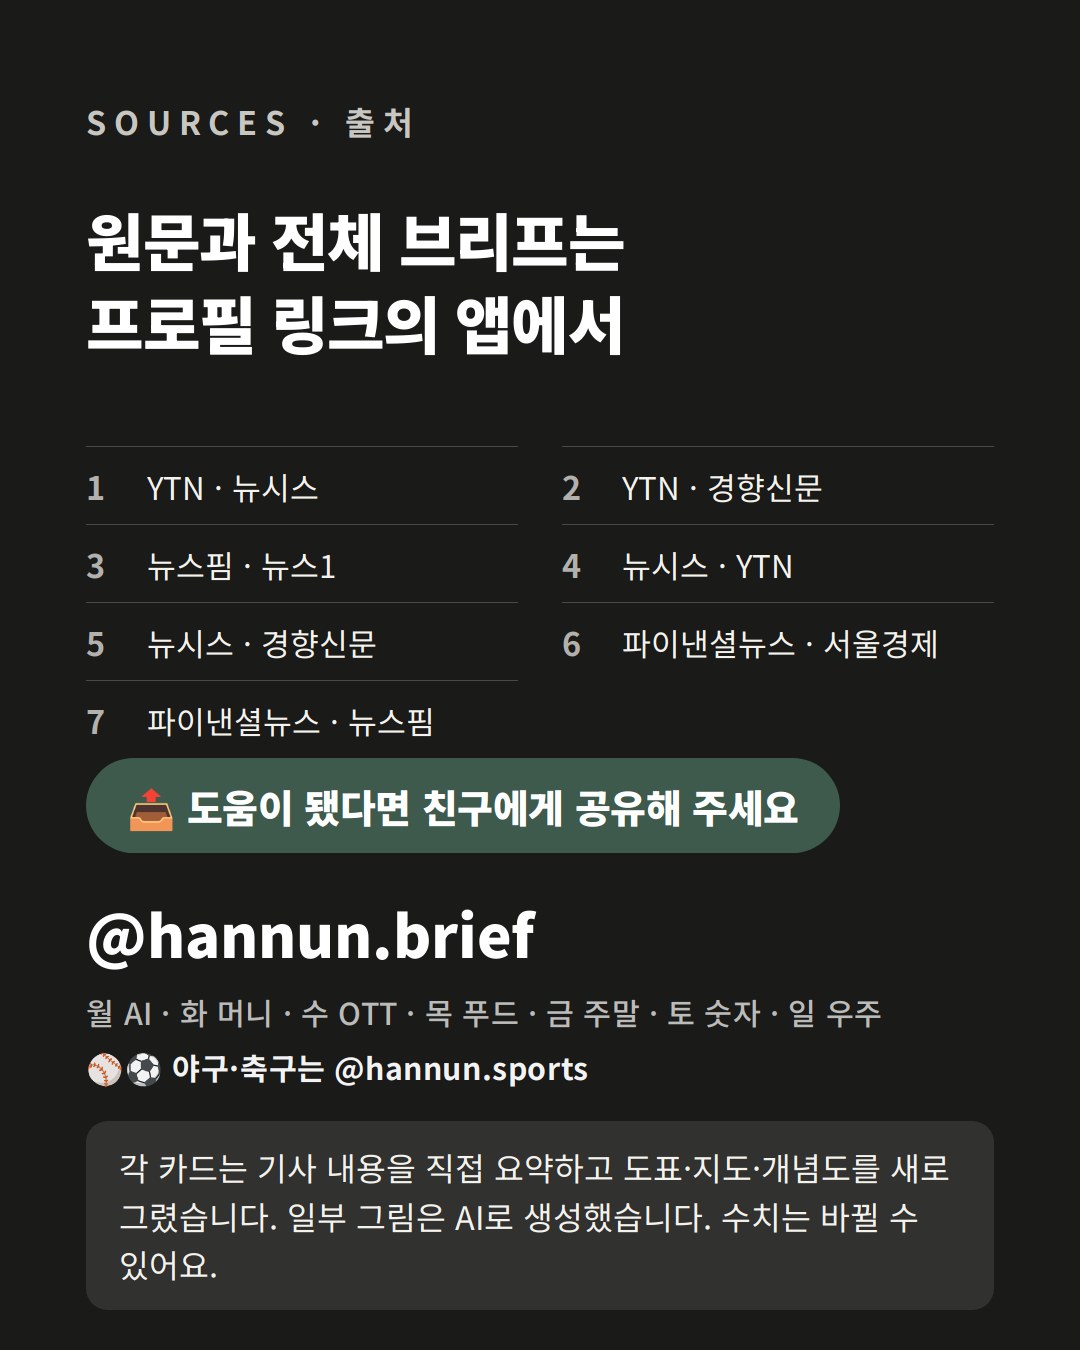 SOURCES · 출처
원문과 전체 브리프는
프로필 링크의 앱에서
1 YTN · 뉴시스
2 YTN · 경향신문
3 뉴스핌 · 뉴스1
4 뉴시스 · YTN
5 뉴시스 · 경향신문
6 파이낸셜뉴스 · 서울경제
7 파이낸셜뉴스 · 뉴스핌
📤 도움이 됐다면 친구에게 공유해 주세요
@hannun.brief
월 AI · 화 머니 · 수 OTT · 목 푸드 · 금 주말 · 토 숫자 · 일 우주
⚾⚽ 야구·축구는 @hannun.sports
각 카드는 기사 내용을 직접 요약하고 도표·지도·개념도를 새로
그렸습니다. 일부 그림은 AI로 생성했습니다. 수치는 바뀔 수
있어요.